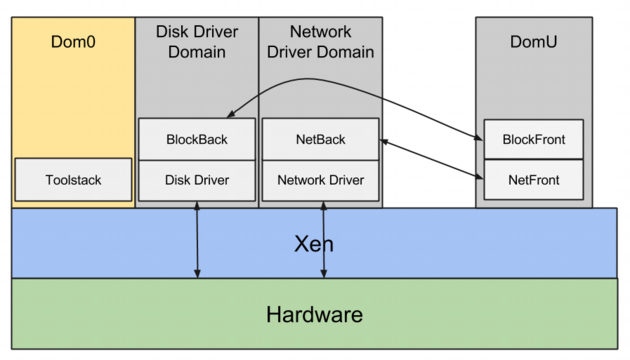 Dom0
Disk Driver
Domain
Network
Driver Domain
DomU
BlockBack
NetBack
BlockFront
Toolstack
Disk Driver
Network Driver
NetFront
Xen
Hardware